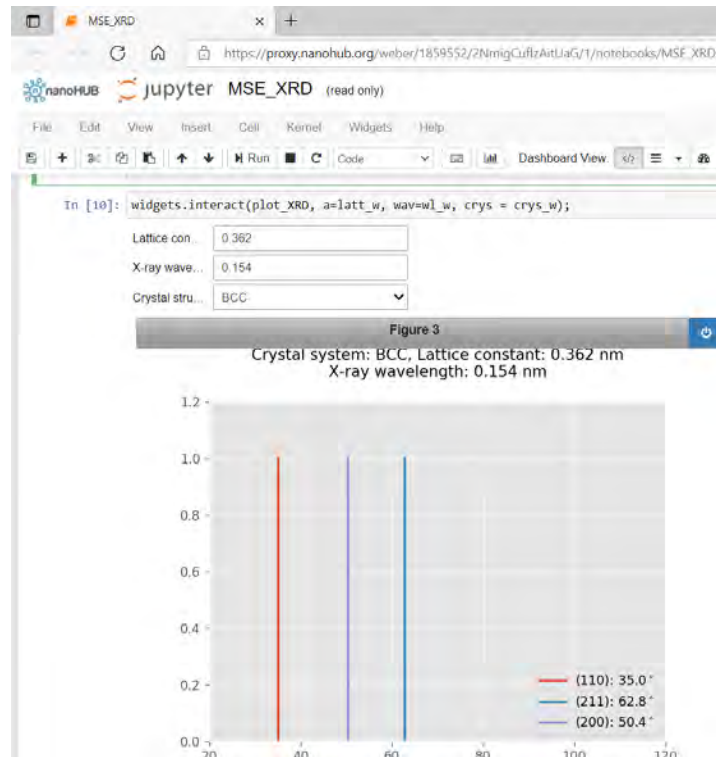 MSE_XRD
https://proxy.nanohub.org/weber/1859552/2NmigCuflzAitUaG/1/notebooks/MSE_XRD
nanoHUB jupyter MSE_XRD (read only)
File Edit View Insert Cell Kernel Widgets Help
Run Code Dashboard View
In [10]: widgets.interact(plot_XRD, a=latt_w, wav=wl_w, crys = crys_w);
Lattice con... 0.362
X-ray wave... 0.154
Crystal stru... BCC
Figure 3
Crystal system: BCC, Lattice constant: 0.362 nm
X-ray wavelength: 0.154 nm
1.2
1.0
0.8
0.6
0.4
0.2
0.0
(110): 35.0°
(211): 62.8°
(200): 50.4°
20 40 60 80 100 120